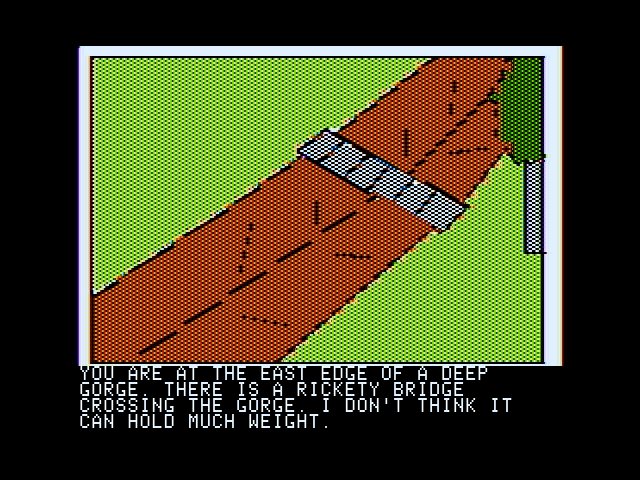 YOU ARE AT THE EAST EDGE OF A DEEP
GORGE. THERE IS A RICKETY BRIDGE
CROSSING THE GORGE. I DON'T THINK IT
CAN HOLD MUCH WEIGHT.